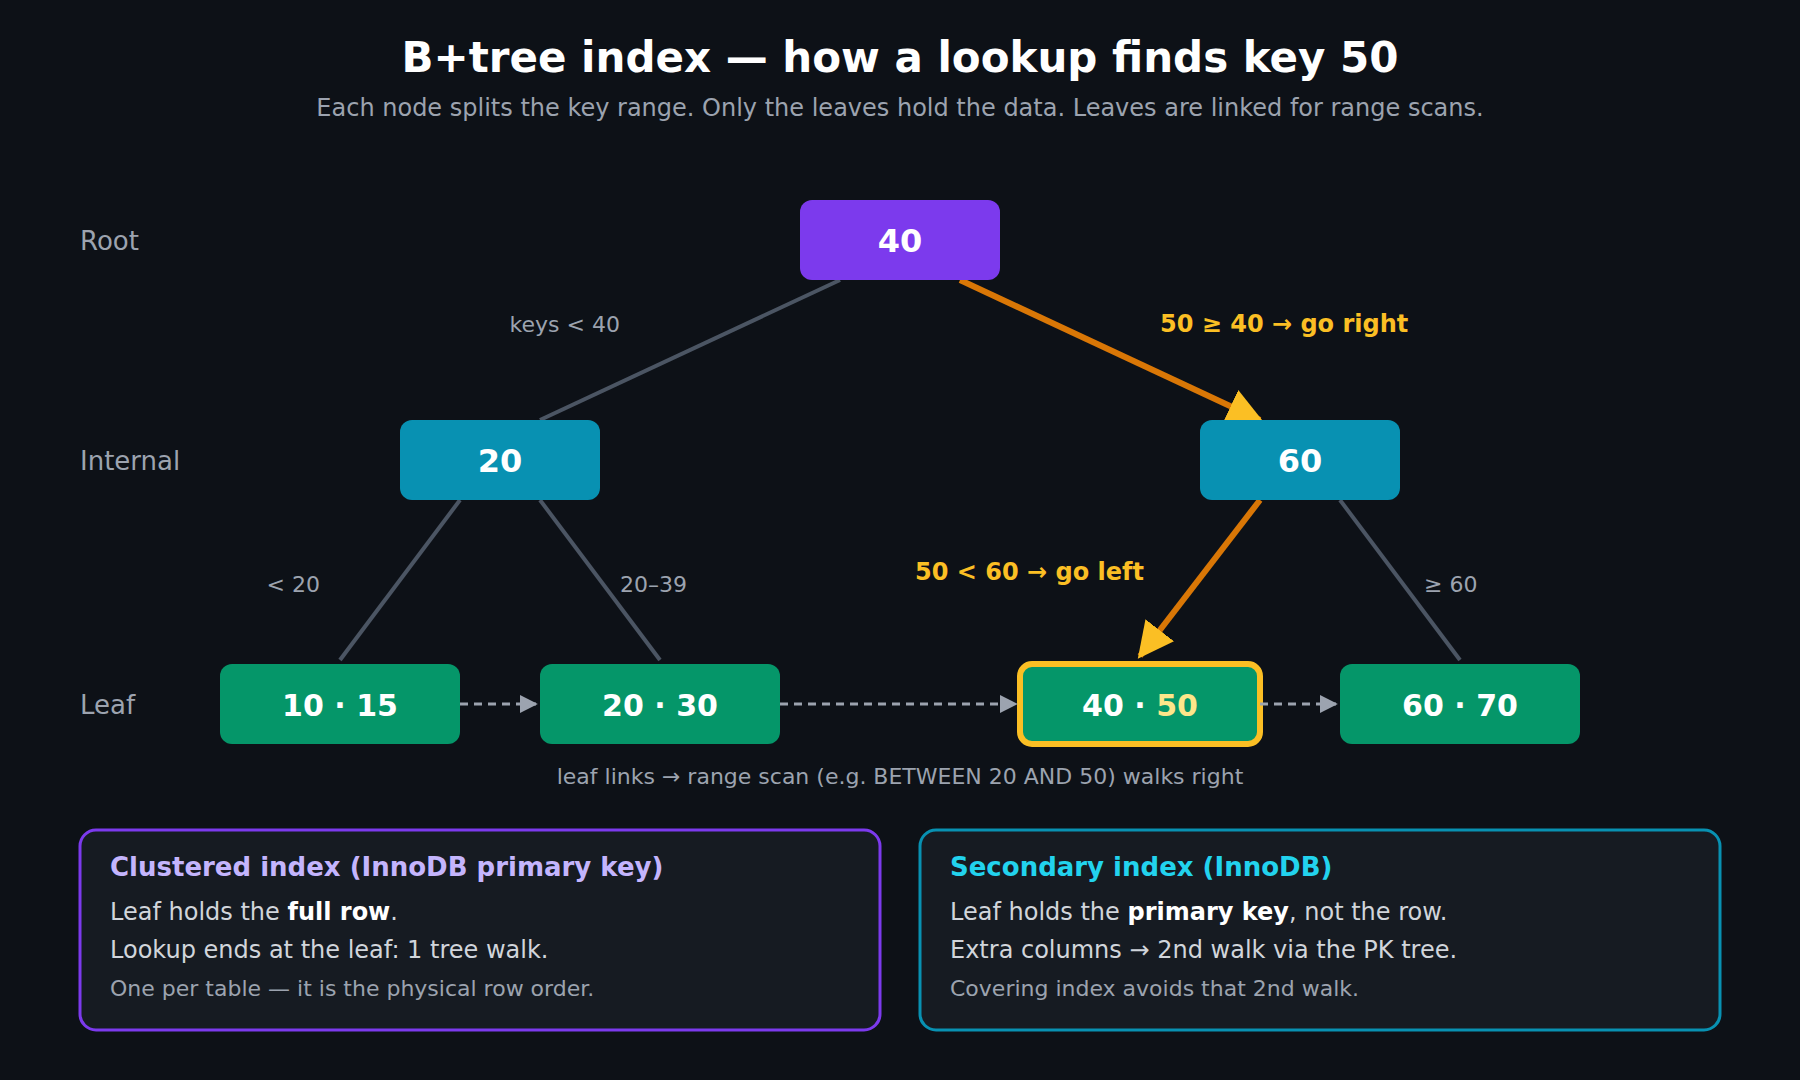 B+tree index — how a lookup finds key 50
Each node splits the key range. Only the leaves hold the data. Leaves are linked for range scans.
Root
40
keys < 40
50 ≥ 40 → go right
Internal
20
60
< 20
20–39
50 < 60 → go left
≥ 60
Leaf
10 · 15
20 · 30
40 · 50
60 · 70
leaf links → range scan (e.g. BETWEEN 20 AND 50) walks right
Clustered index (InnoDB primary key)
Leaf holds the full row.
Lookup ends at the leaf: 1 tree walk.
One per table — it is the physical row order.
Secondary index (InnoDB)
Leaf holds the primary key, not the row.
Extra columns → 2nd walk via the PK tree.
Covering index avoids that 2nd walk.